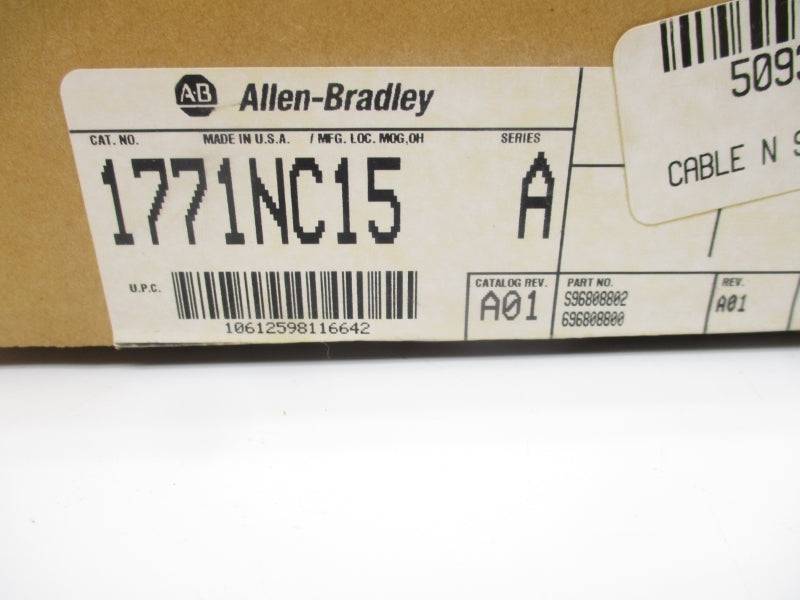 A-B Allen-Bradley
CAT. NO. MADE IN U.S.A. / MFG. LOC. MOG,OH SERIES
1771NC15 A
U.P.C.
10612598116642
CATALOG REV.
A01
PART NO.
S96808802
696808800
REV.
A01
509
CABLE N